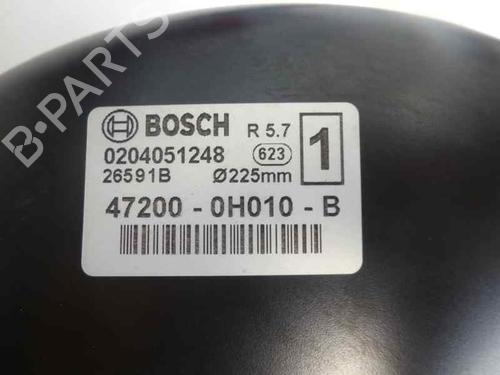 BOSCH R 5.7
0204051248 623 1
26591B Ø225mm
47200 - 0H010 - B
B-PARTS